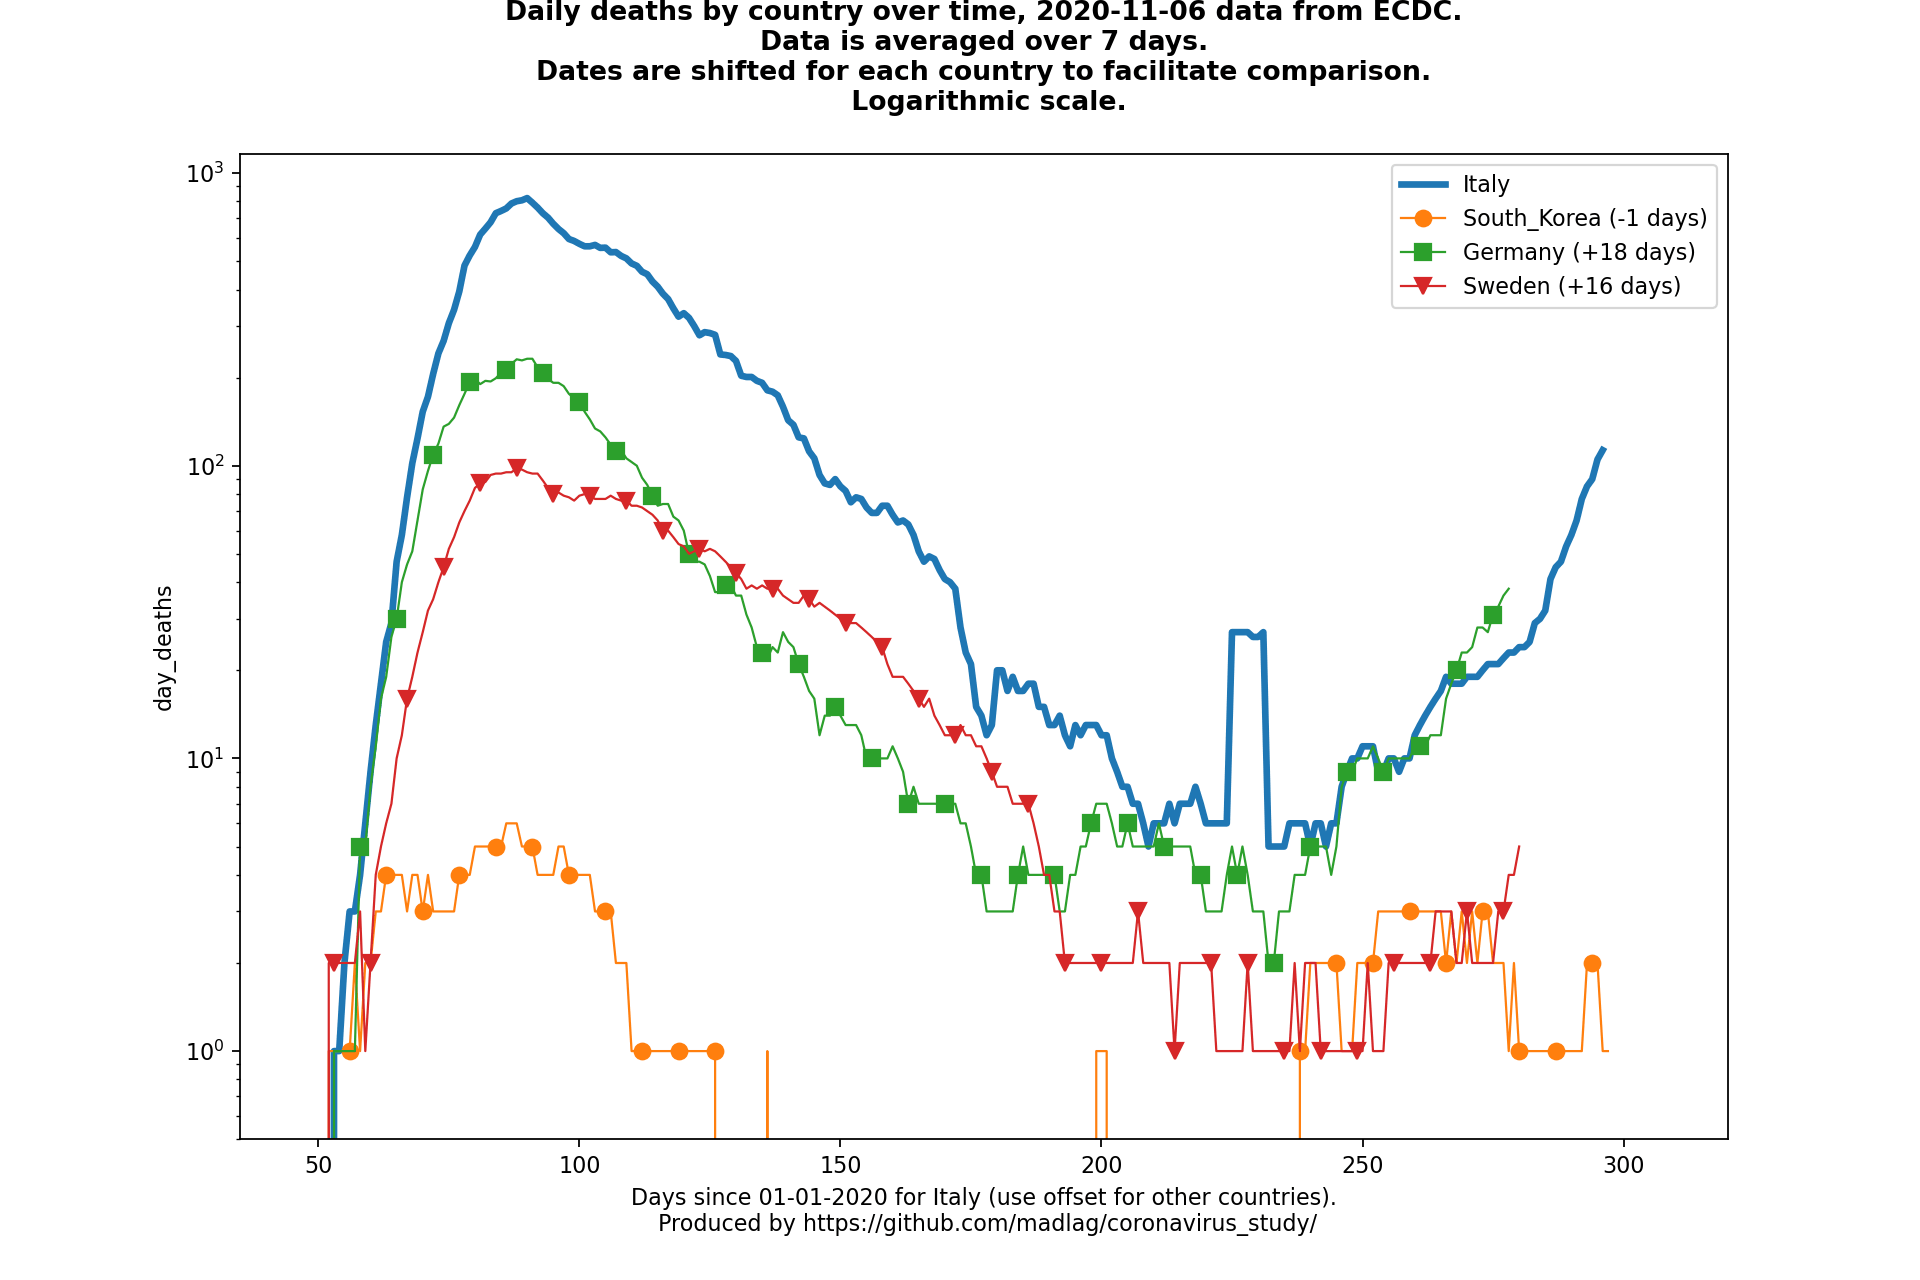 Daily deaths by country over time, 2020-11-06 data from ECDC.
Data is averaged over 7 days.
Dates are shifted for each country to facilitate comparison.
Logarithmic scale.
10³
10²
10¹
10⁰
day_deaths
Italy
South_Korea (-1 days)
Germany (+18 days)
Sweden (+16 days)
50 100 150 200 250 300
Days since 01-01-2020 for Italy (use offset for other countries).
Produced by https://github.com/madlag/coronavirus_study/